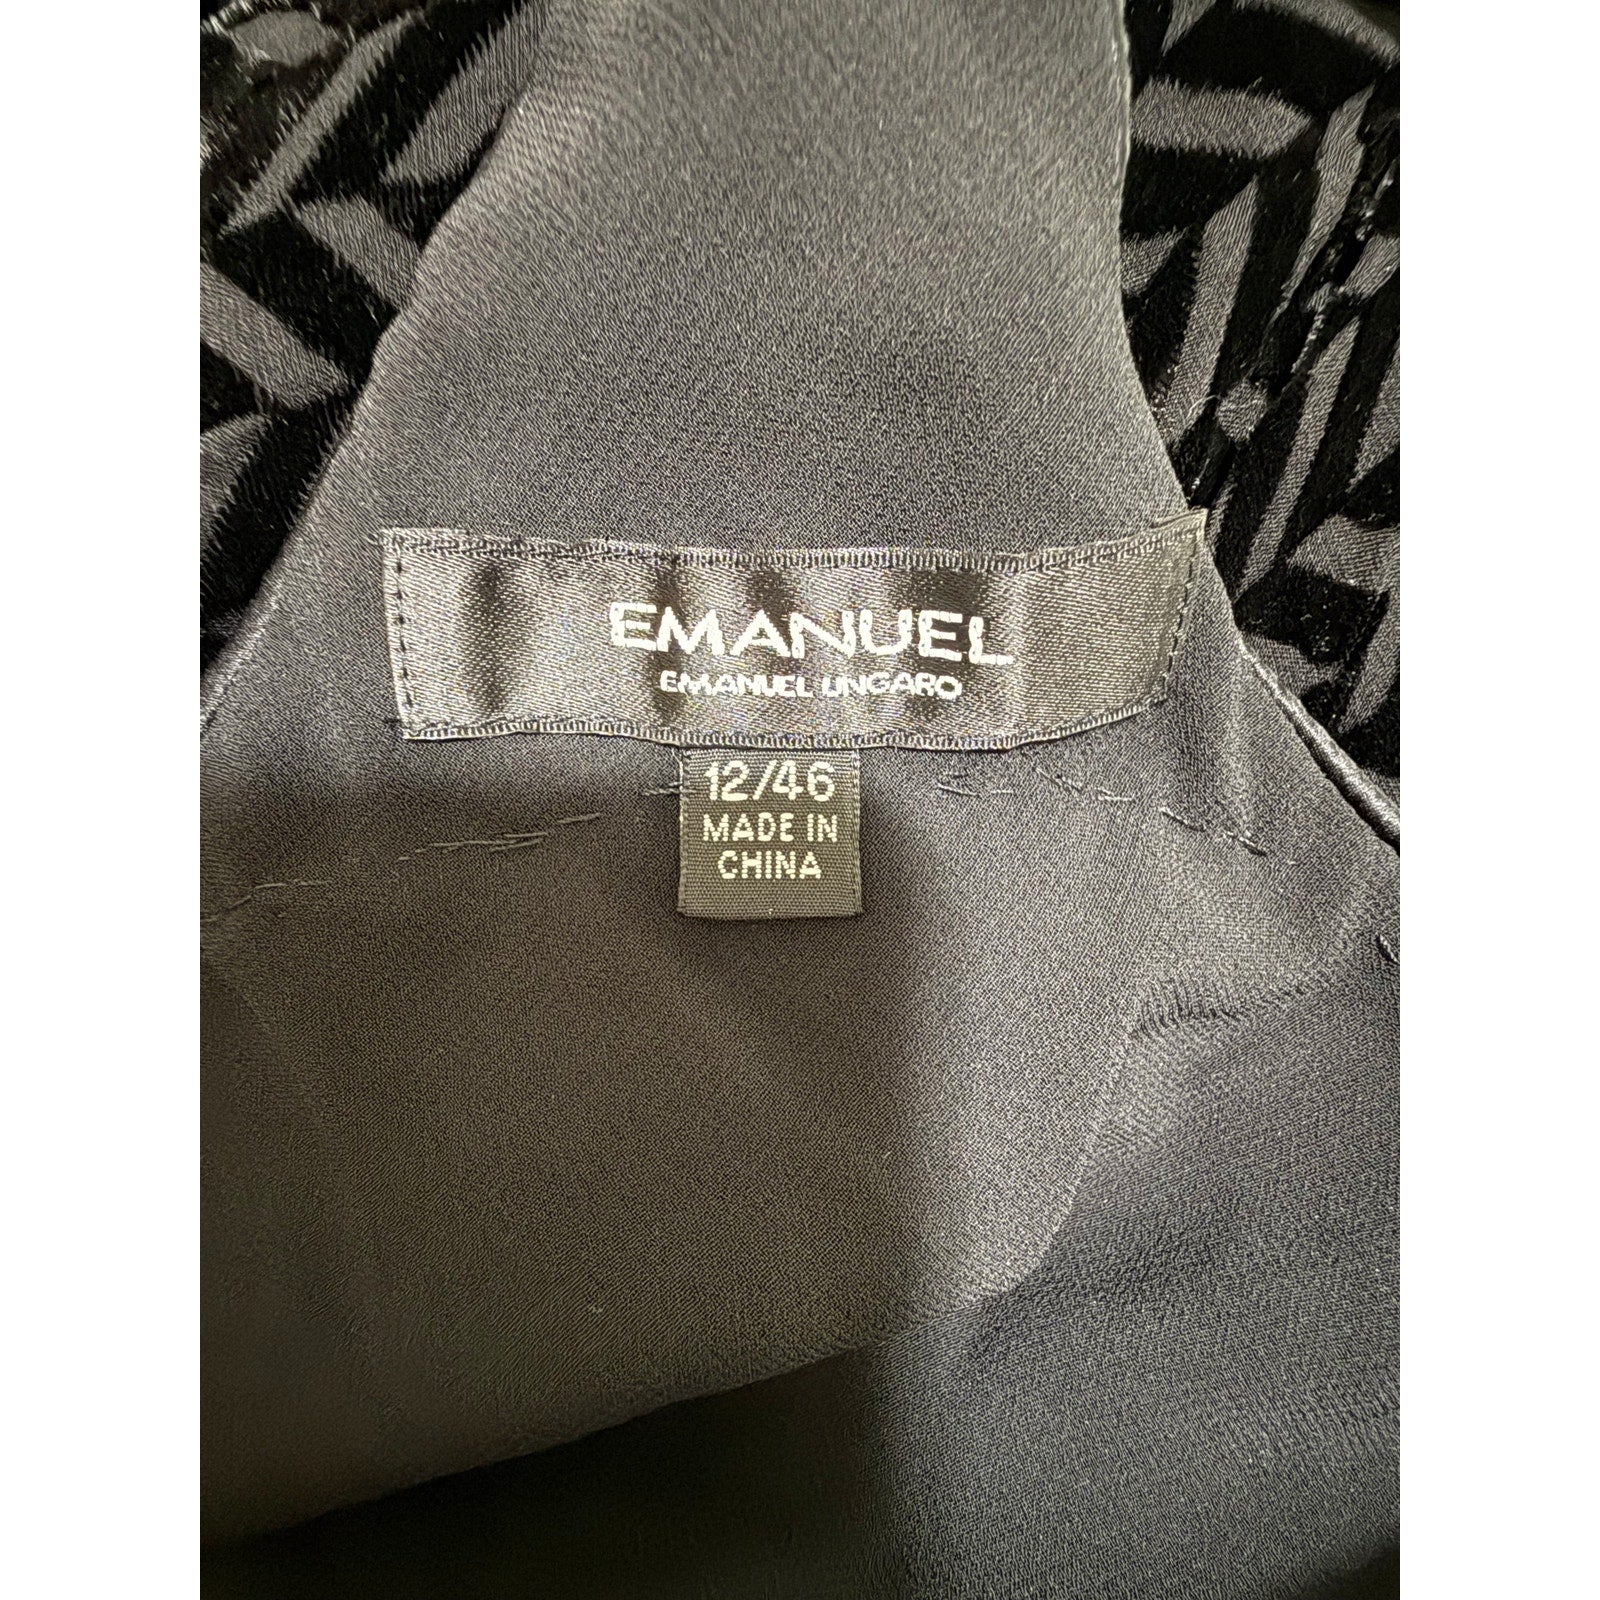 EMANUEL
EMANUEL UNGARO
12/46
MADE IN
CHINA